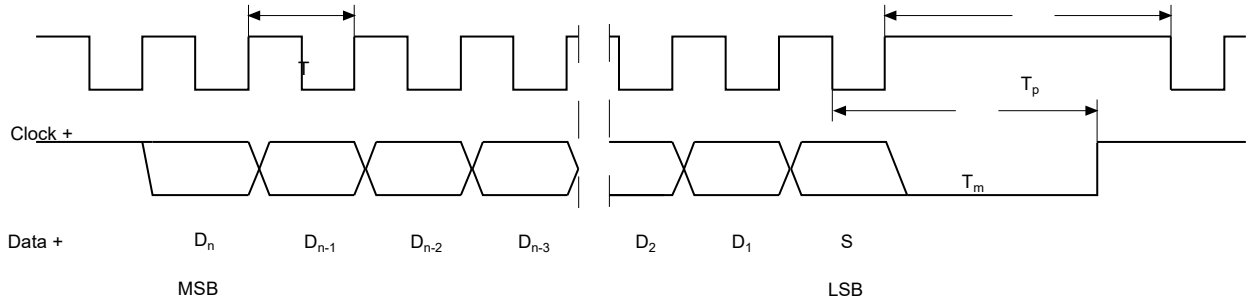 T
T_p
Clock +
T_m
Data + D_n D_n-1 D_n-2 D_n-3 D_2 D_1 S
MSB LSB